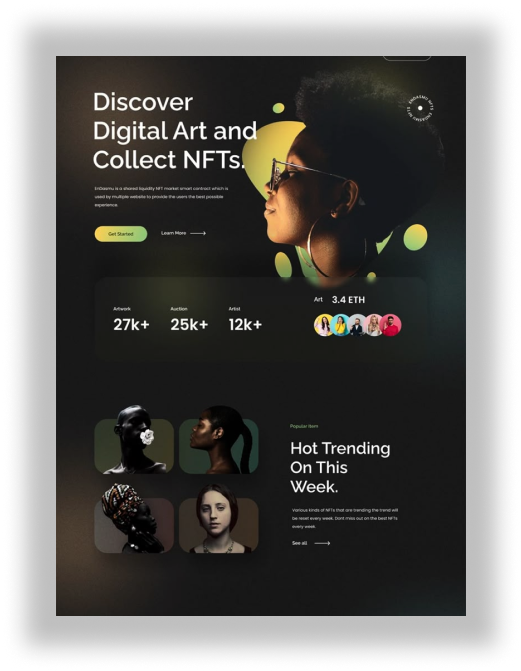 Discover
Digital Art and
Collect NFTs.
is a shared liquidity NFT market smart contract which is
used by multiple website to provide the users the best possible
experience.
Get Started
Learn More
Artwork
27k+
Auction
25k+
Artist
12k+
Art 3.4 ETH
Popular Item
Hot Trending
On This
Week.
Various kinds of NFTs that are trending the trend will
be reset every week. Dont miss out on the best NFTs
every week.
See all